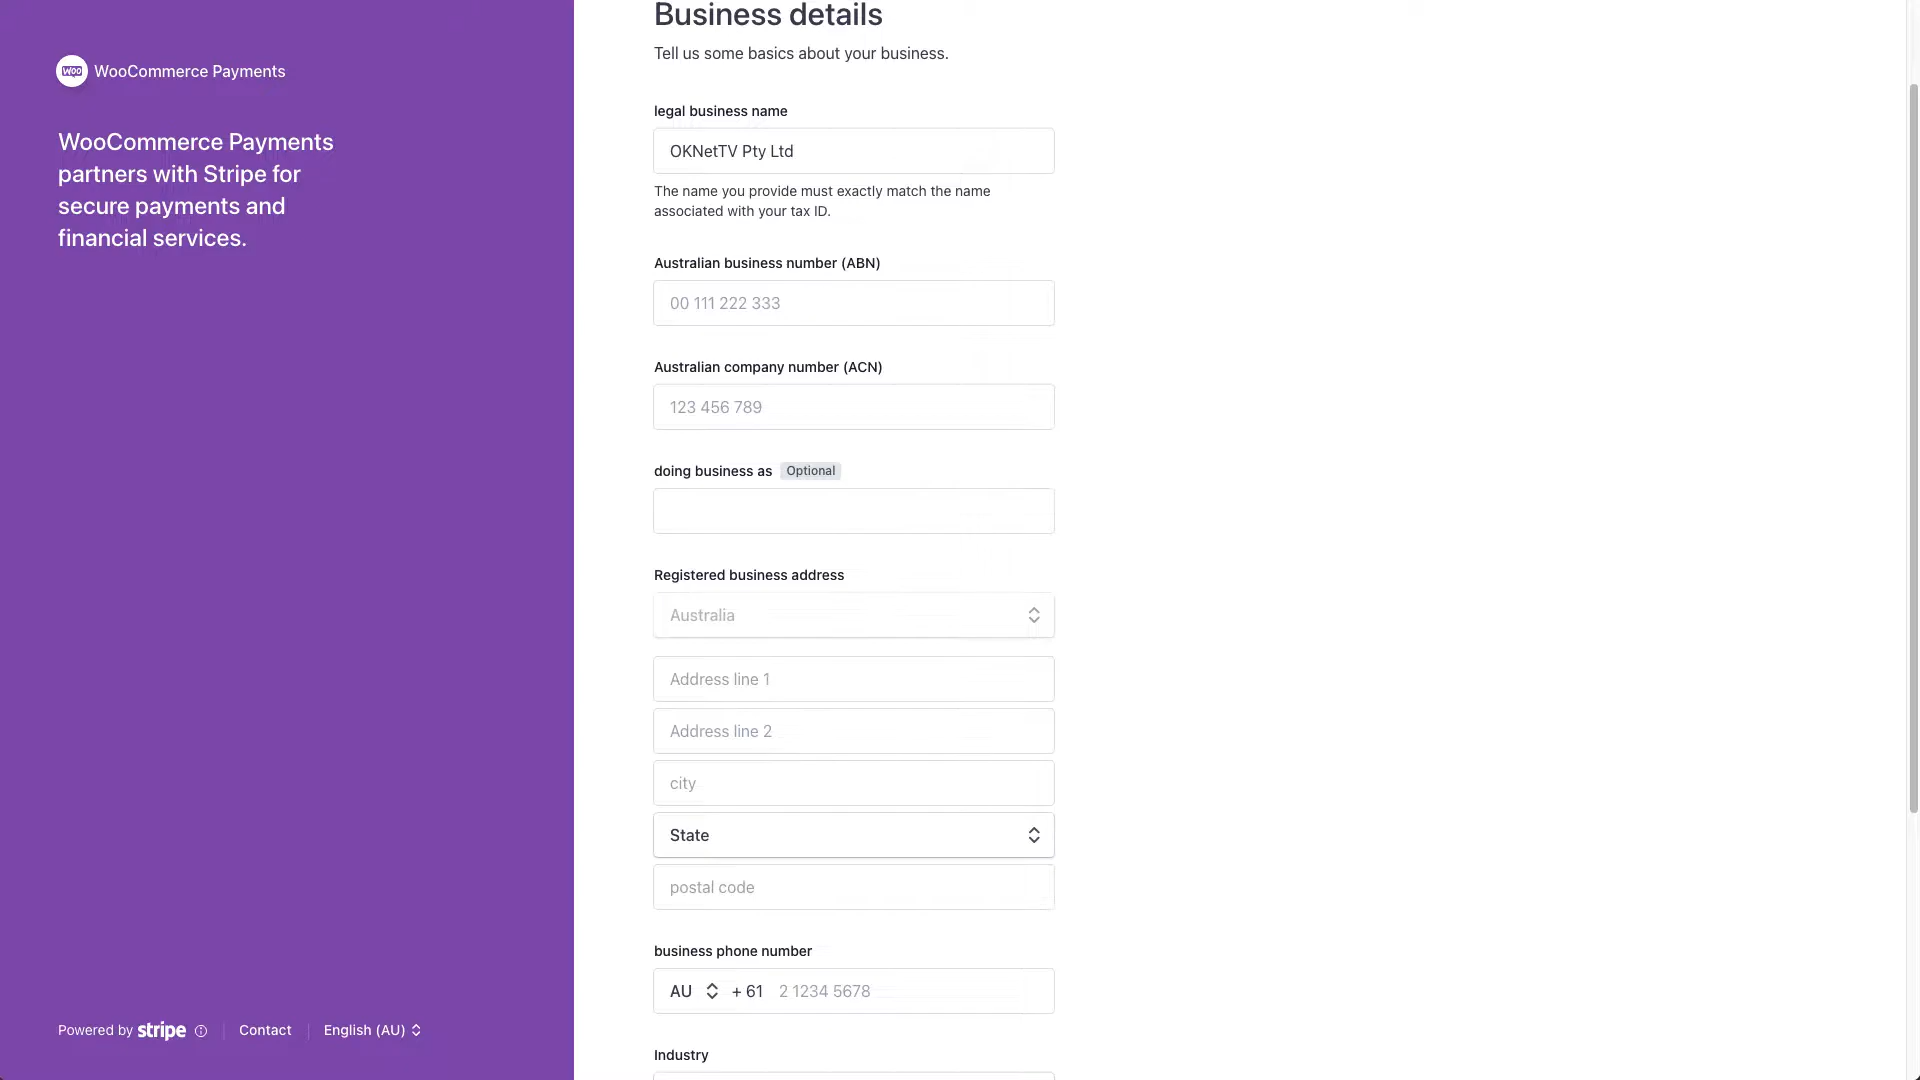 Woo WooCommerce Payments
WooCommerce Payments
partners with Stripe for
secure payments and
financial services.
Powered by stripe
Contact
English (AU)
Business details
Tell us some basics about your business.
legal business name
OKNetTV Pty Ltd
The name you provide must exactly match the name
associated with your tax ID.
Australian business number (ABN)
00 111 222 333
Australian company number (ACN)
123 456 789
doing business as Optional
Registered business address
Australia
Address line 1
Address line 2
city
State
postal code
business phone number
AU + 61 2 1234 5678
Industry